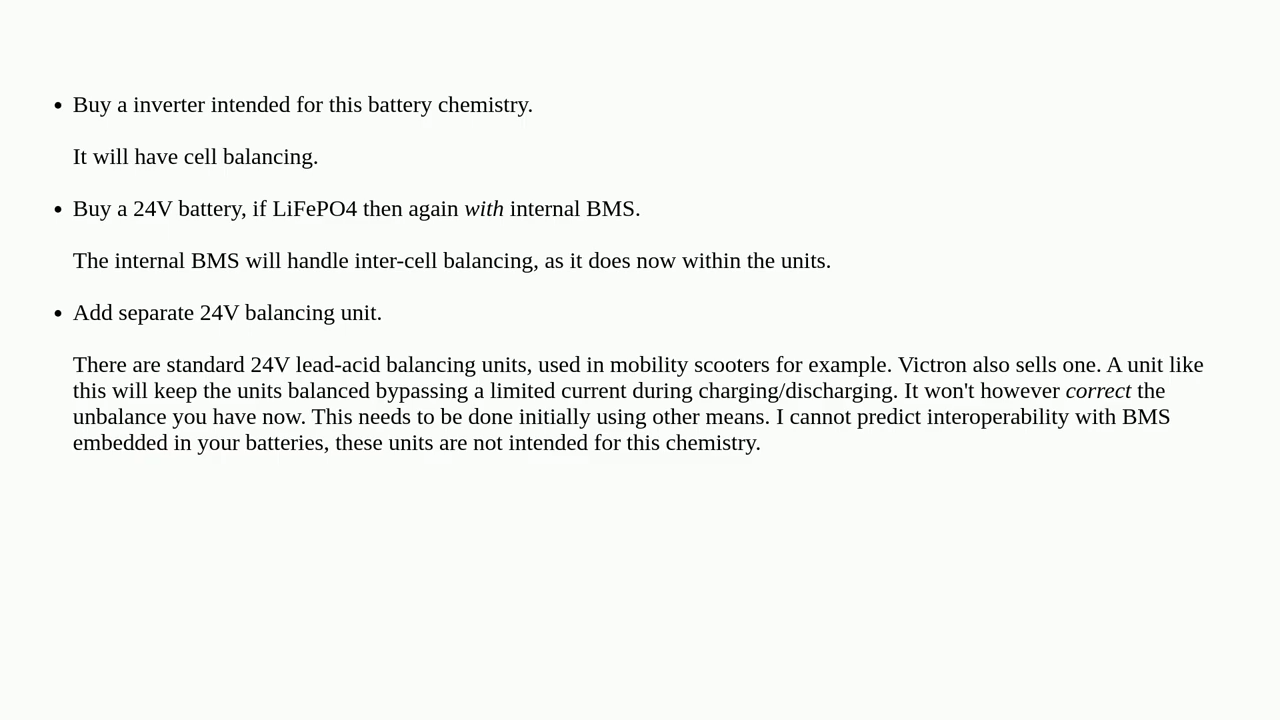 • Buy a inverter intended for this battery chemistry.
It will have cell balancing.
• Buy a 24V battery, if LiFePO4 then again with internal BMS.
The internal BMS will handle inter-cell balancing, as it does now within the units.
• Add separate 24V balancing unit.
There are standard 24V lead-acid balancing units, used in mobility scooters for example. Victron also sells one. A unit like
this will keep the units balanced bypassing a limited current during charging/discharging. It won't however correct the
unbalance you have now. This needs to be done initially using other means. I cannot predict interoperability with BMS
embedded in your batteries, these units are not intended for this chemistry.